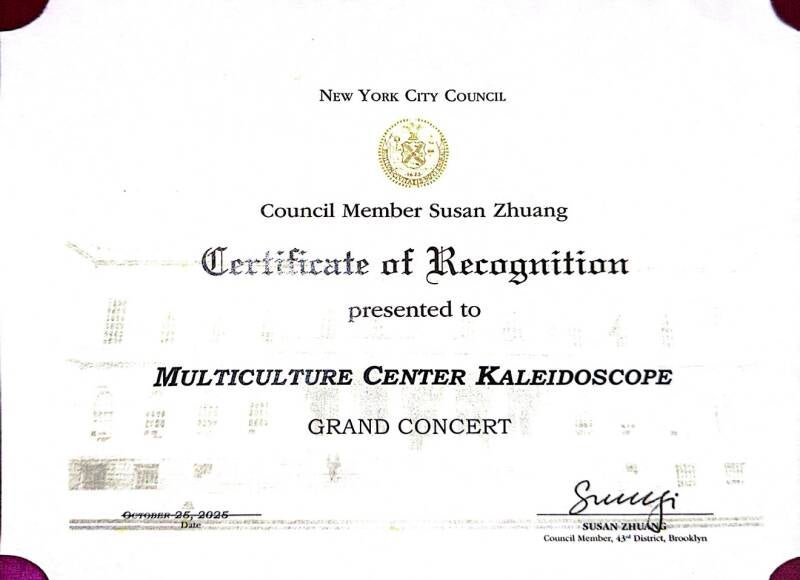 New York City Council
1625
Council Member Susan Zhuang
Certificate of Recognition
presented to
Multiculture Center Kaleidoscope
GRAND CONCERT
October 25, 2025
Date
SUSAN ZHUANG
Council Member, 43rd District, Brooklyn